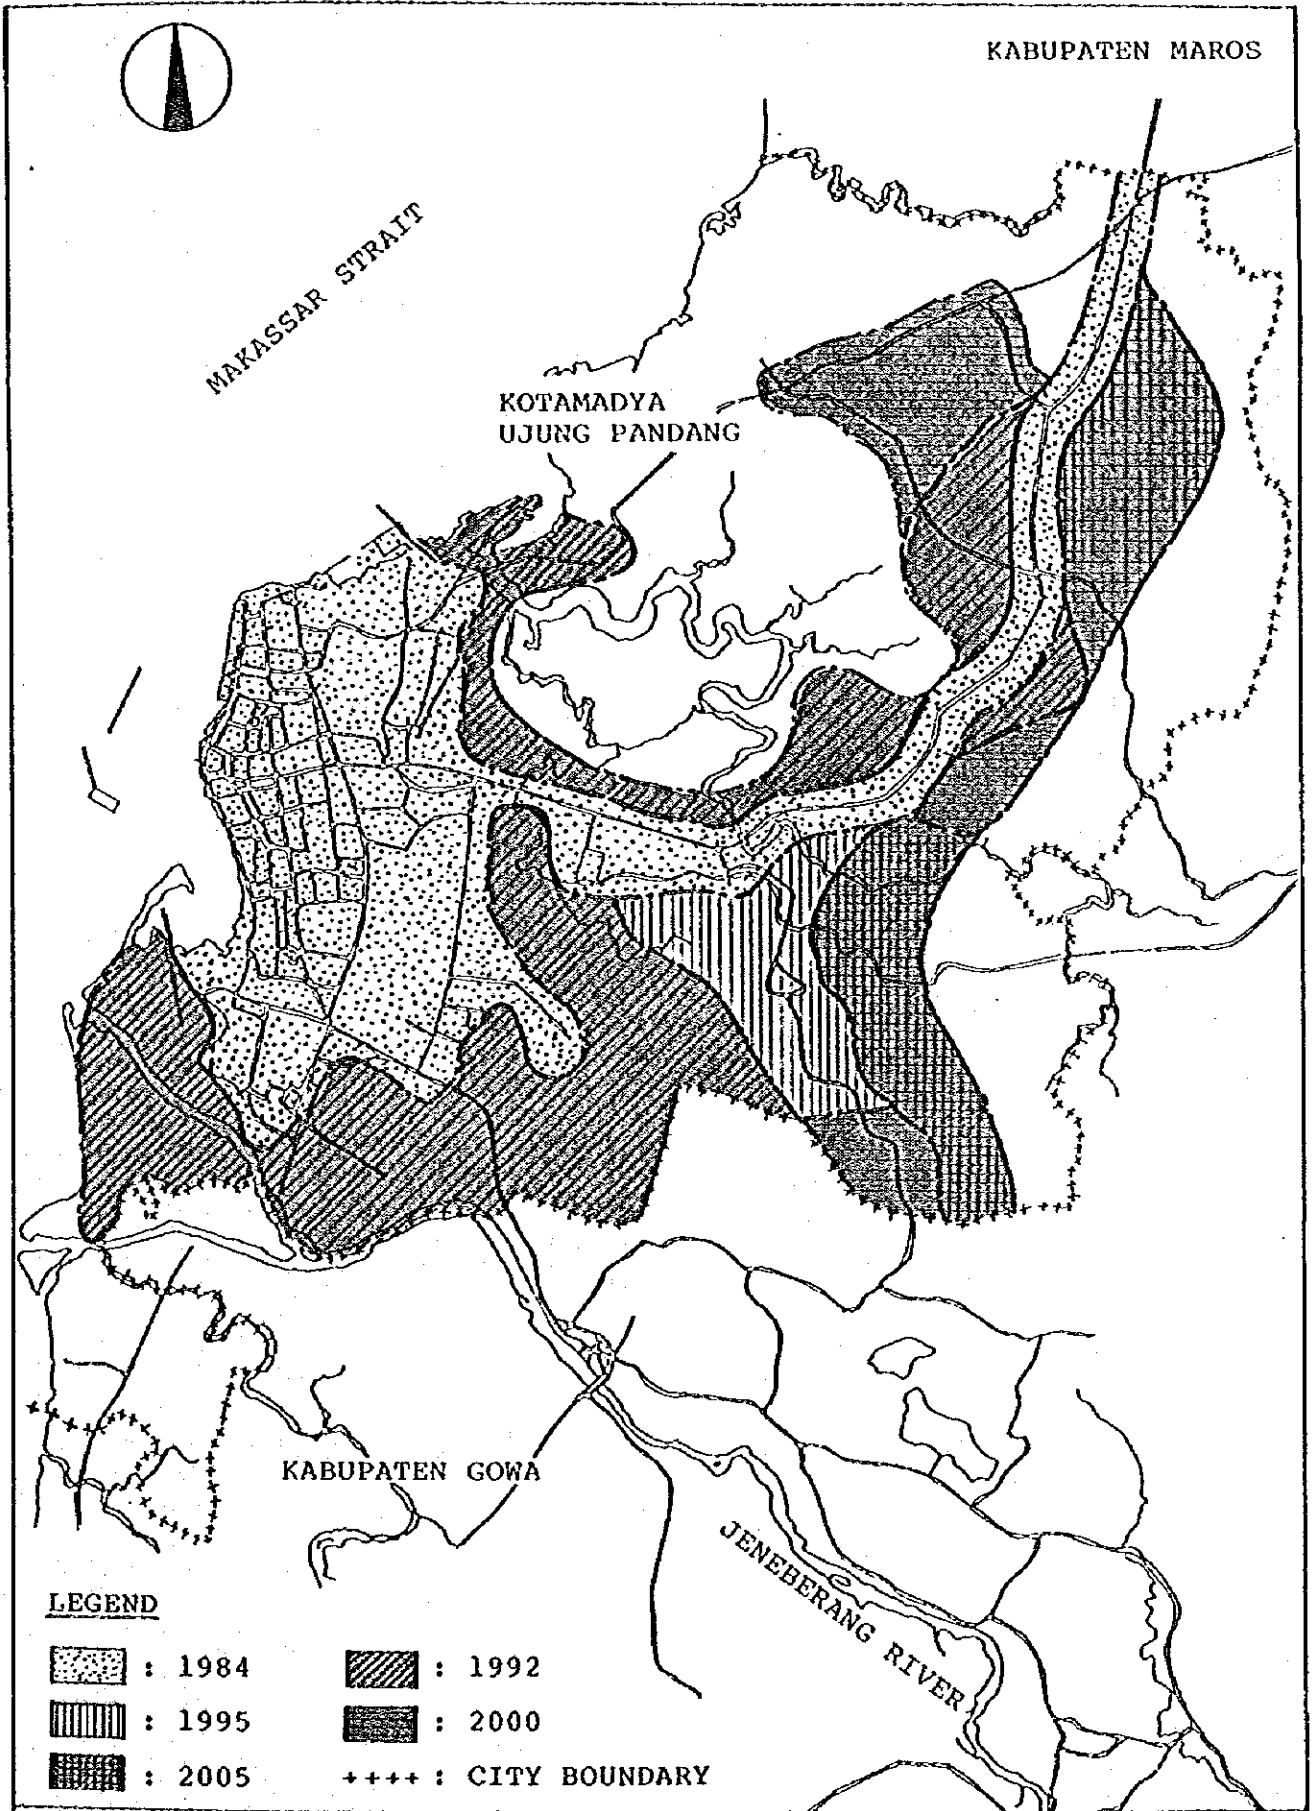 KABUPATEN MAROS
MAKASSAR STRAIT
KOTAMADYA
UJUNG PANDANG
KABUPATEN GOWA
JENEBERANG RIVER
LEGEND
: 1984
: 1992
: 1995
: 2000
: 2005
++++ : CITY BOUNDARY